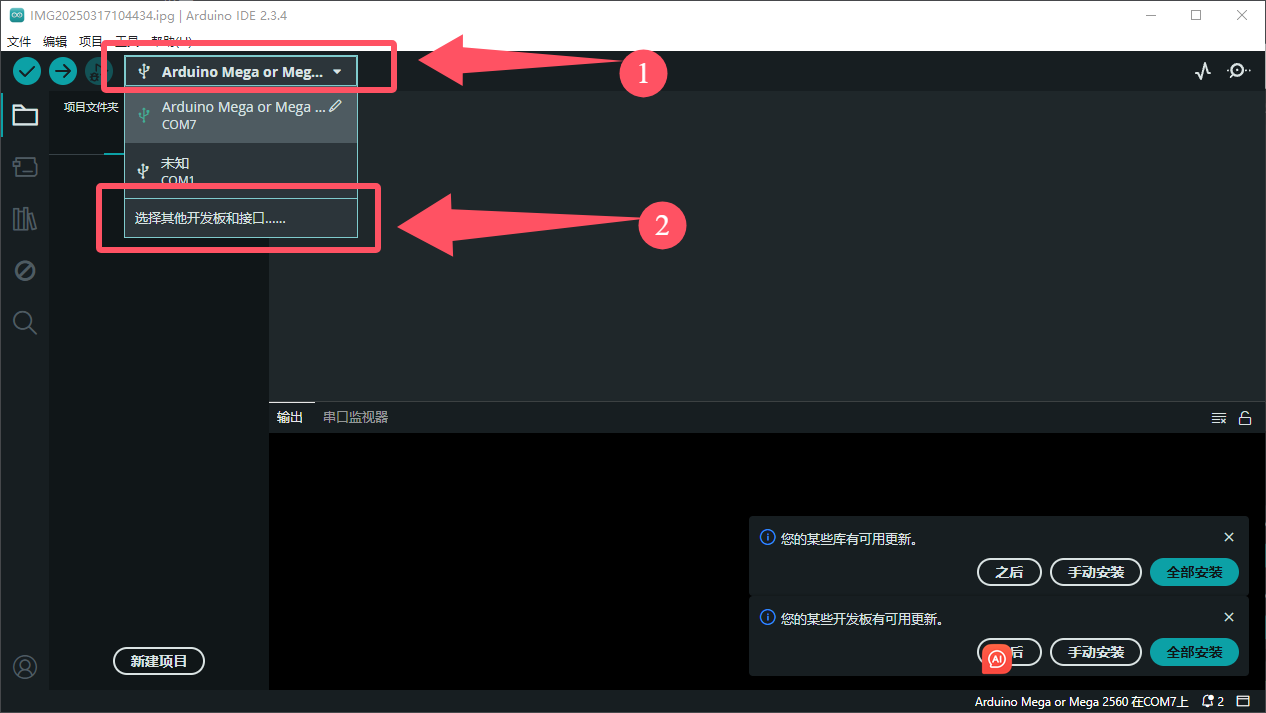 IMG20250317104434.ipg | Arduino IDE 2.3.4
文件 编辑 项目 工具 帮助(H)
Arduino Mega or Meg...
1
项目文件夹
Arduino Mega or Mega ...
COM7
未知
COM1
选择其他开发板和接口......
2
输出 串口监视器
您的某些库有可用更新。
之后 手动安装 全部安装
您的某些开发板有可用更新。
后 手动安装 全部安装
AI
新建项目
Arduino Mega or Mega 2560 在COM7上 2